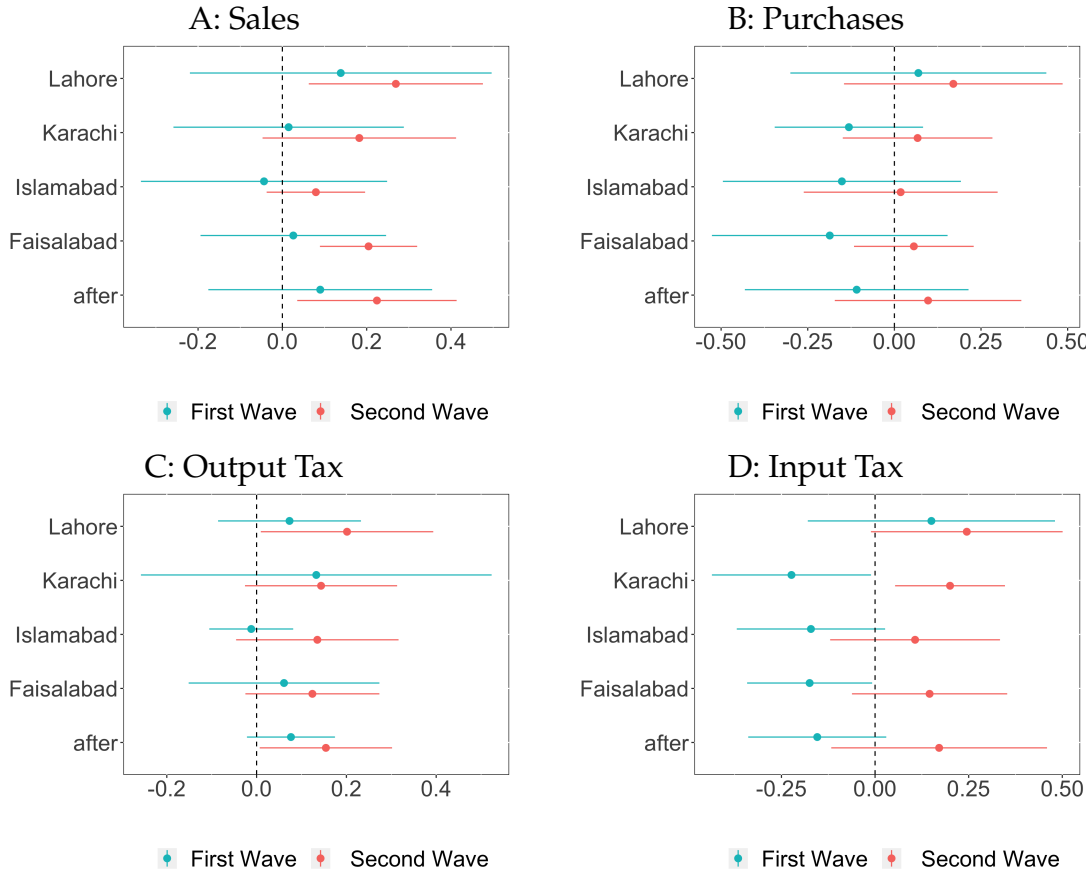 A: Sales
Lahore
Karachi
Islamabad
Faisalabad
after
-0.2 0.0 0.2 0.4
First Wave Second Wave
B: Purchases
Lahore
Karachi
Islamabad
Faisalabad
after
-0.50 -0.25 0.00 0.25 0.50
First Wave Second Wave
C: Output Tax
Lahore
Karachi
Islamabad
Faisalabad
after
-0.2 0.0 0.2 0.4
First Wave Second Wave
D: Input Tax
Lahore
Karachi
Islamabad
Faisalabad
after
-0.25 0.00 0.25 0.50
First Wave Second Wave